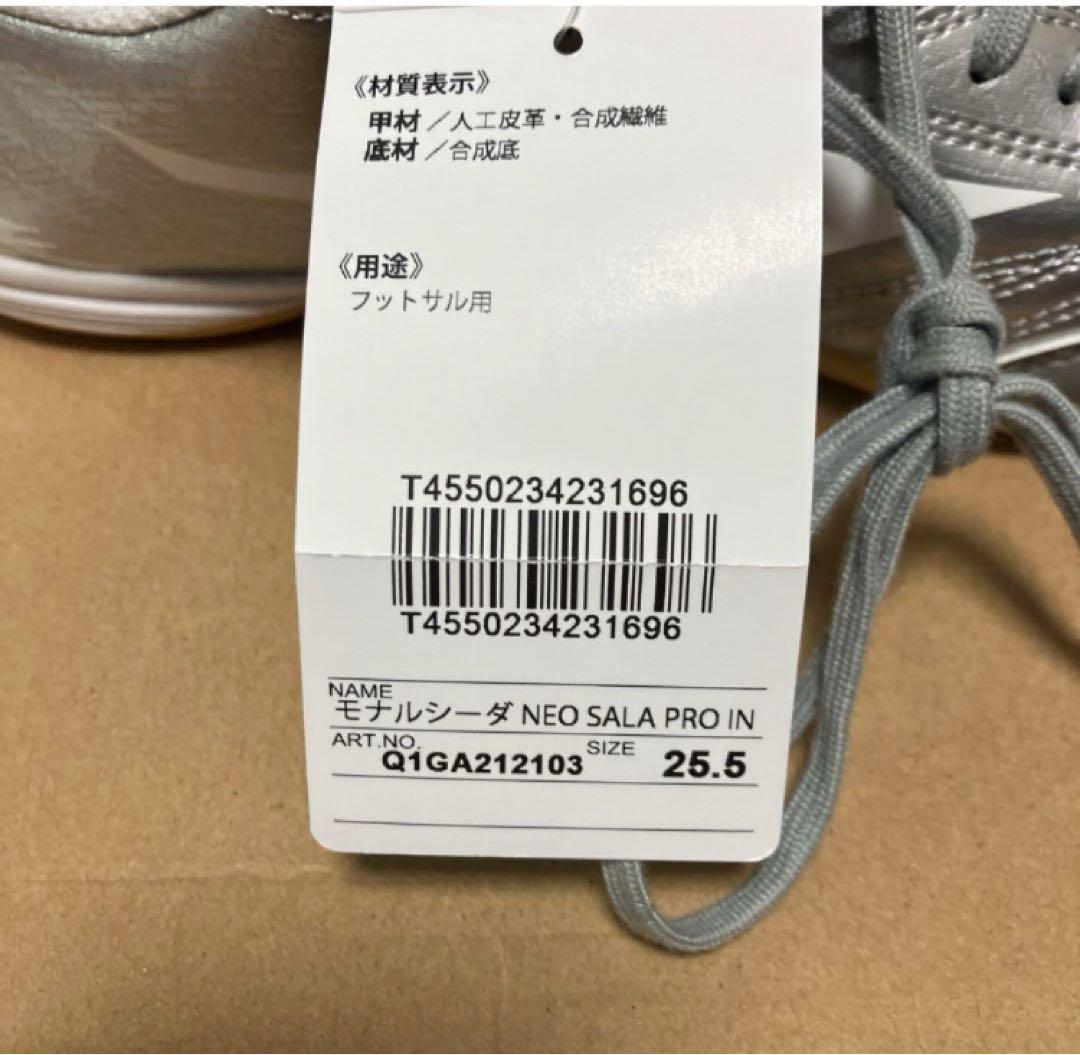 《材質表示》
甲材／人工皮革・合成繊維
底材／合成底
《用途》
フットサル用
T4550234231696
T4550234231696
NAME
モナルシーダ NEO SALA PRO IN
ART.NO. Q1GA212103 SIZE 25.5